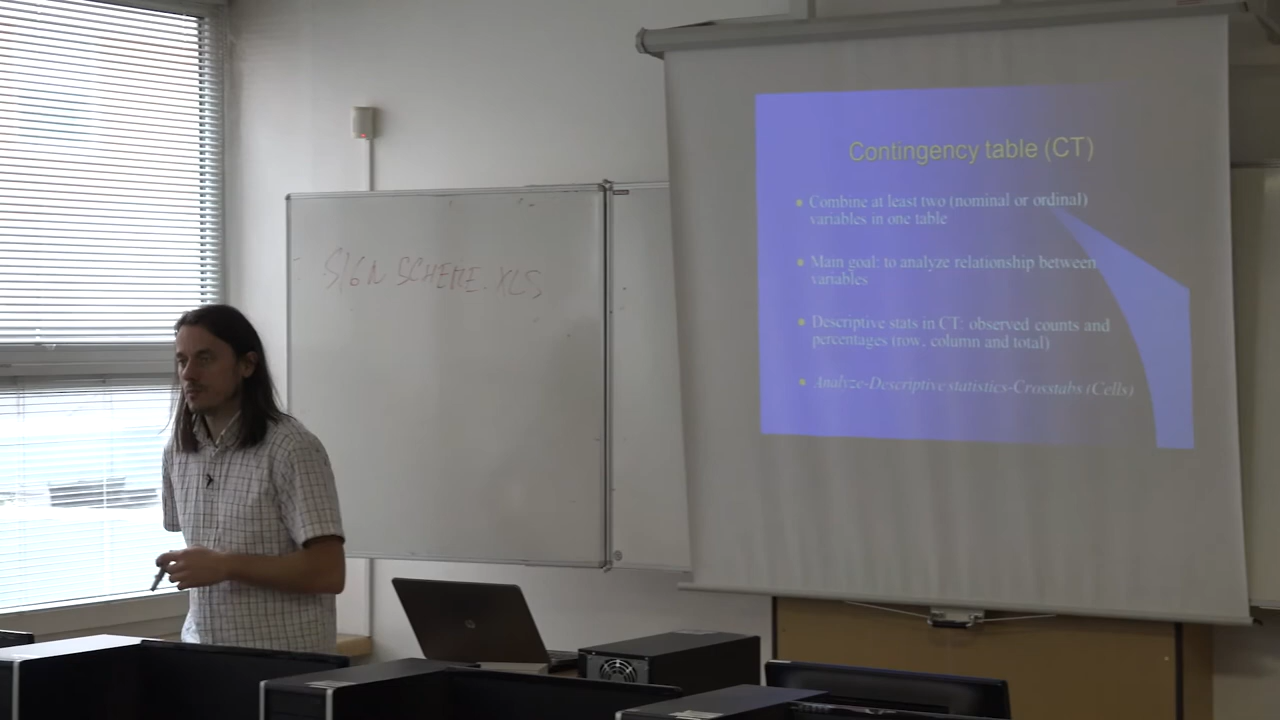 SIGN SCHEME.XLS
Contingency table (CT)
Combine at least two (nominal or ordinal)
variables in one table
Main goal: to analyze relationship between
variables
Descriptive stats in CT: observed counts and
percentages (row, column and total)
Analyze-Descriptive statistics-Crosstabs (Cells)
hp